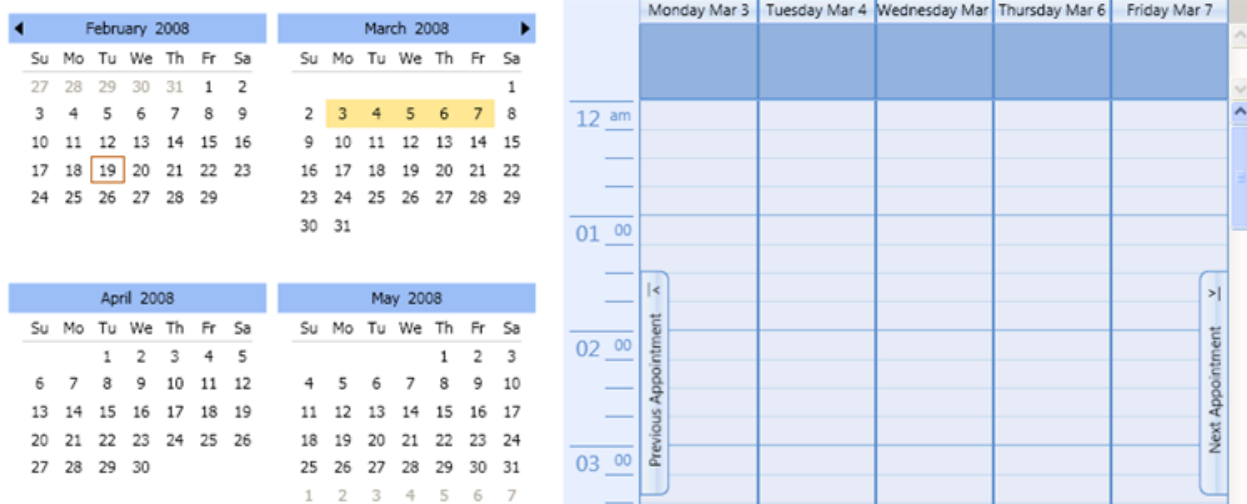 February 2008
Su Mo Tu We Th Fr Sa
27 28 29 30 31 1 2
3 4 5 6 7 8 9
10 11 12 13 14 15 16
17 18 19 20 21 22 23
24 25 26 27 28 29
March 2008
Su Mo Tu We Th Fr Sa
1
2 3 4 5 6 7 8
9 10 11 12 13 14 15
16 17 18 19 20 21 22
23 24 25 26 27 28 29
30 31
April 2008
Su Mo Tu We Th Fr Sa
1 2 3 4 5
6 7 8 9 10 11 12
13 14 15 16 17 18 19
20 21 22 23 24 25 26
27 28 29 30
May 2008
Su Mo Tu We Th Fr Sa
1 2 3
4 5 6 7 8 9 10
11 12 13 14 15 16 17
18 19 20 21 22 23 24
25 26 27 28 29 30 31
1 2 3 4 5 6 7
Monday Mar 3 Tuesday Mar 4 Wednesday Mar Thursday Mar 6 Friday Mar 7
12 am
01 00
02 00
03 00
Previous Appointment
Next Appointment